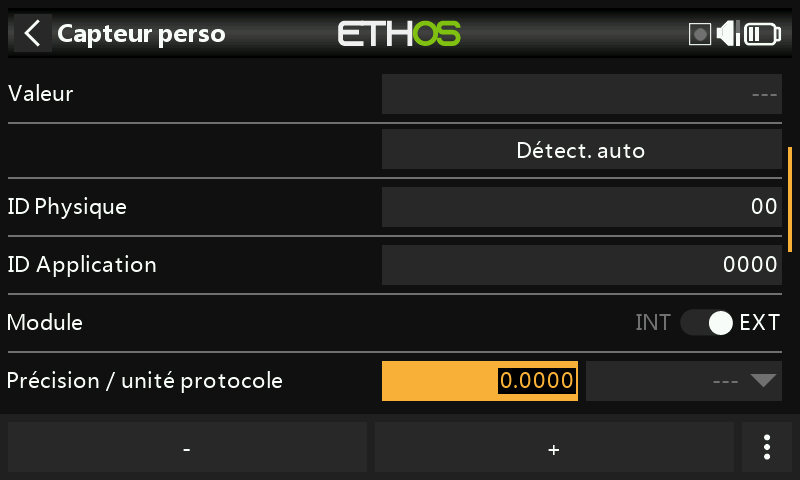 Capteur perso ETHOS
Valeur ---
Détect. auto
ID Physique 00
ID Application 0000
Module INT EXT
Précision / unité protocole 0.0000 ---
- +